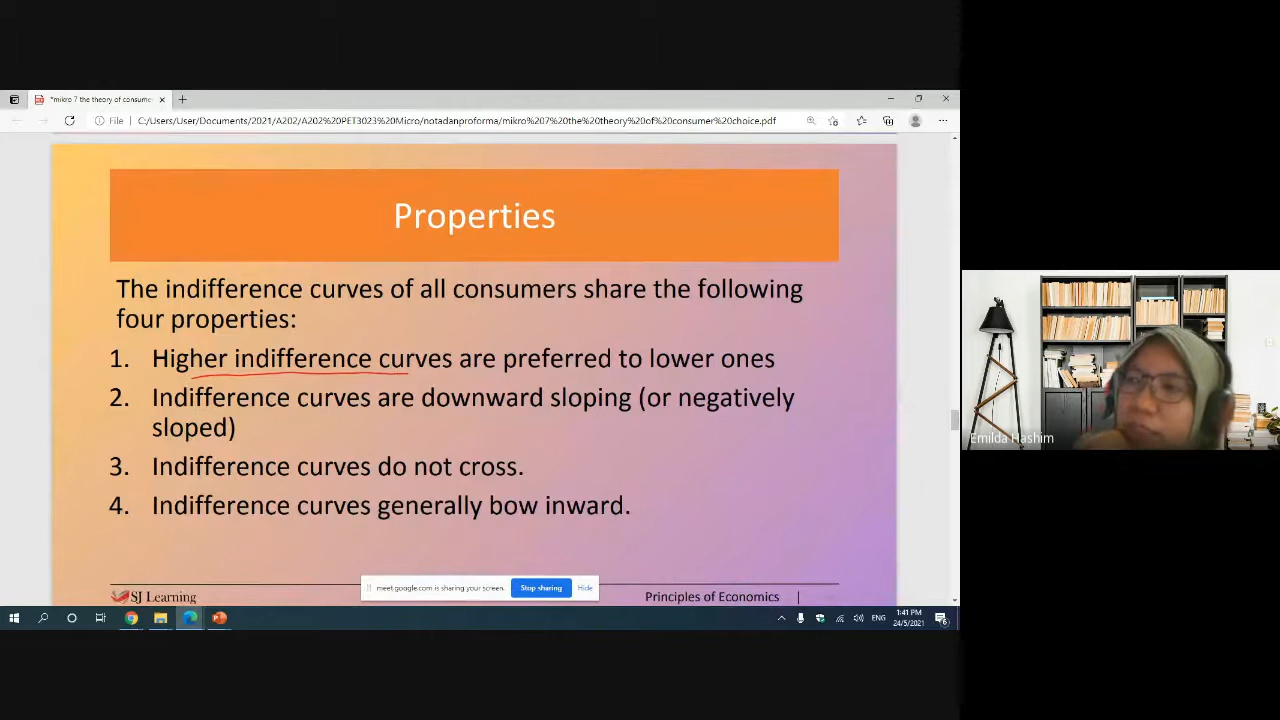 *mikro 7 the theory of consume
File
C:/Users/User/Documents/2021/A202/A202%20PET3023%20Micro/notadanproforma/mikro%207%20the%20theory%20of%20consumer%20choice.pdf
Properties
The indifference curves of all consumers share the following
four properties:
1. Higher indifference curves are preferred to lower ones
2. Indifference curves are downward sloping (or negatively
sloped)
3. Indifference curves do not cross.
4. Indifference curves generally bow inward.
Emilda Hashim
meet.google.com is sharing your screen.
Stop sharing
Hide
SJ Learning
Principles of Economics |
ENG
1:41 PM
24/5/2021